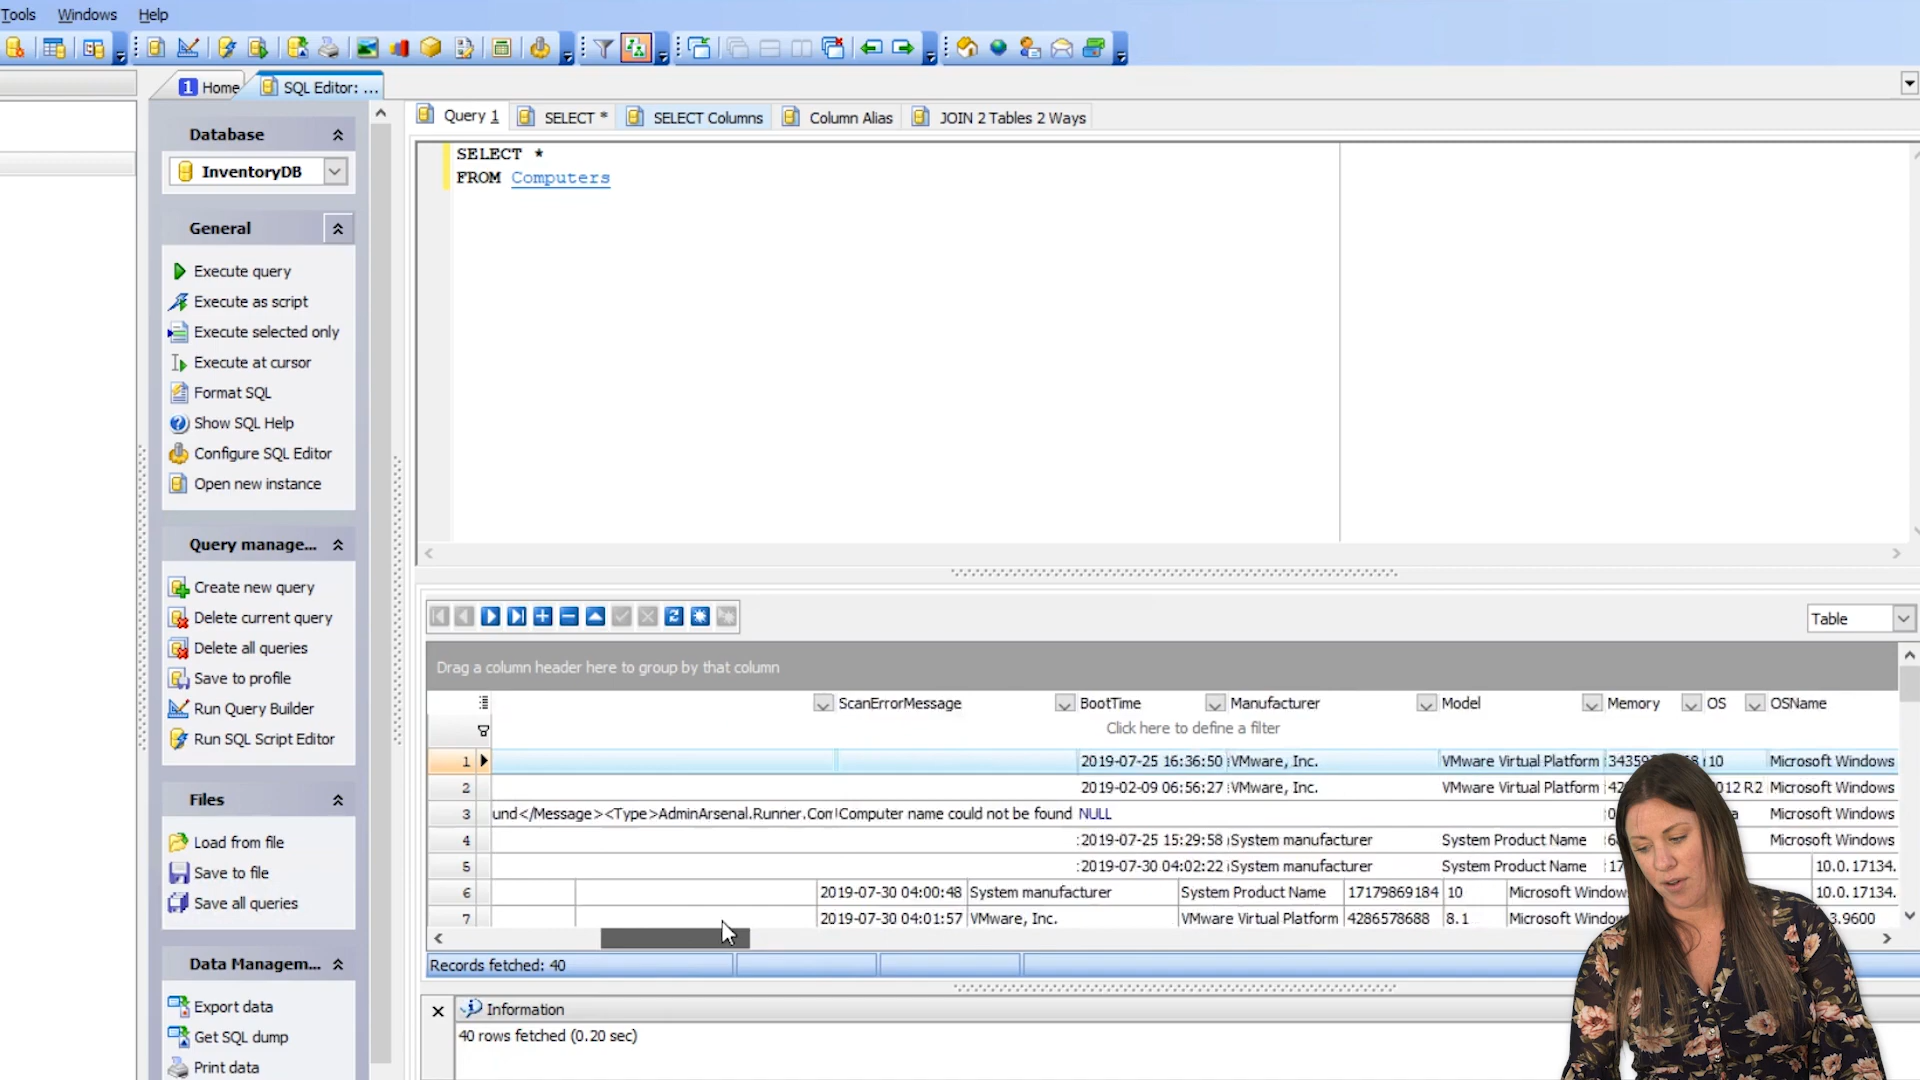 Tools Windows Help
1 Home SQL Editor: ...
Database
InventoryDB
General
Execute query
Execute as script
Execute selected only
Execute at cursor
Format SQL
Show SQL Help
Configure SQL Editor
Open new instance
Query manage...
Create new query
Delete current query
Delete all queries
Save to profile
Run Query Builder
Run SQL Script Editor
Files
Load from file
Save to file
Save all queries
Data Managem...
Export data
Get SQL dump
Print data
Query 1 SELECT * SELECT Columns Column Alias JOIN 2 Tables 2 Ways
SELECT *
FROM Computers
Table
Drag a column header here to group by that column
ScanErrorMessage BootTime Manufacturer Model Memory OS OSName
Click here to define a filter
1 2019-07-25 16:36:50 VMware, Inc. VMware Virtual Platform 10 Microsoft Windows
2 2019-02-09 06:56:27 VMware, Inc. VMware Virtual Platform 012 R2 Microsoft Windows
3 und</Message><Type>AdminArsenal.Runner.Com Computer name could not be found NULL Microsoft Windows
4 2019-07-25 15:29:58 System manufacturer System Product Name Microsoft Windows
5 2019-07-30 04:02:22 System manufacturer System Product Name 10.0.17134.
6 2019-07-30 04:00:48 System manufacturer System Product Name 17179869184 10 Microsoft Window 10.0.17134.
7 2019-07-30 04:01:57 VMware, Inc. VMware Virtual Platform 4286578688 8.1 Microsoft Window 3.9600
Records fetched: 40
Information
40 rows fetched (0.20 sec)